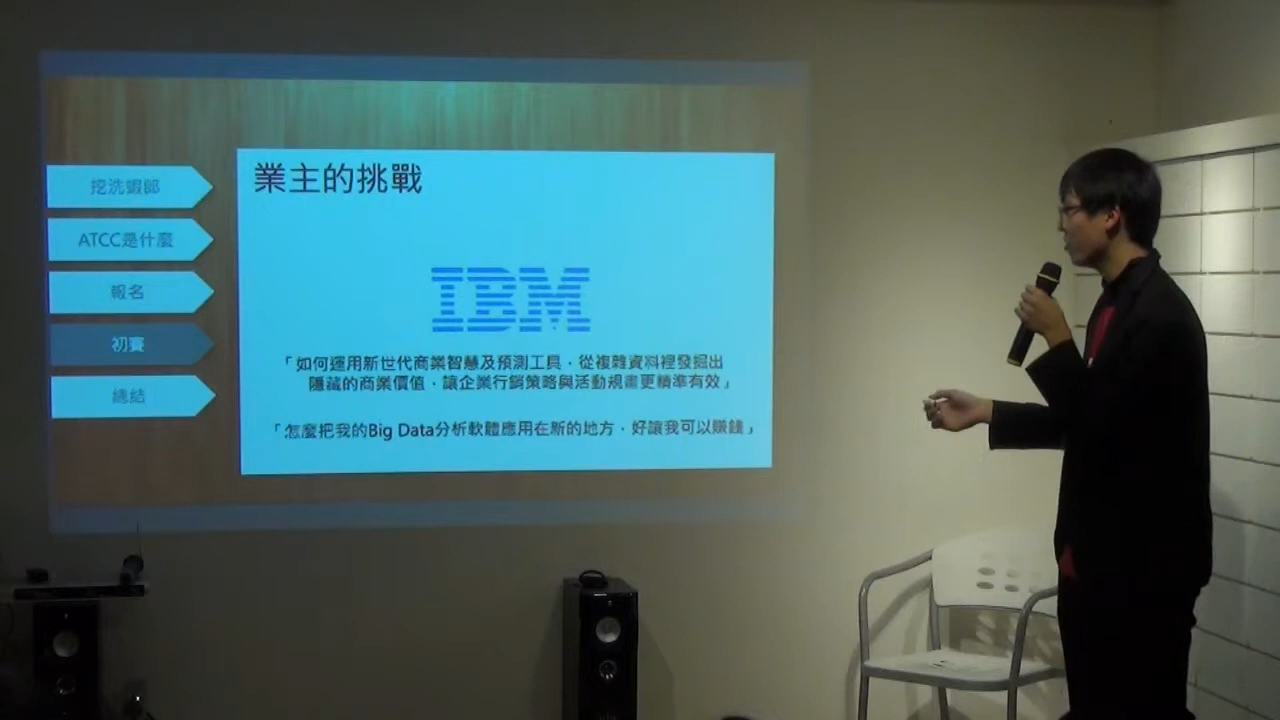 業主的挑戰
挖洗蝦部
ATCC是什麼
報名
初賽
總結
IBM
「如何運用新世代商業智慧及預測工具，從複雜資料裡發掘出
隱藏的商業價值，讓企業行銷策略與活動規畫更精準有效」
「怎麼把我的Big Data分析軟體應用在新的地方，好讓我可以賺錢」